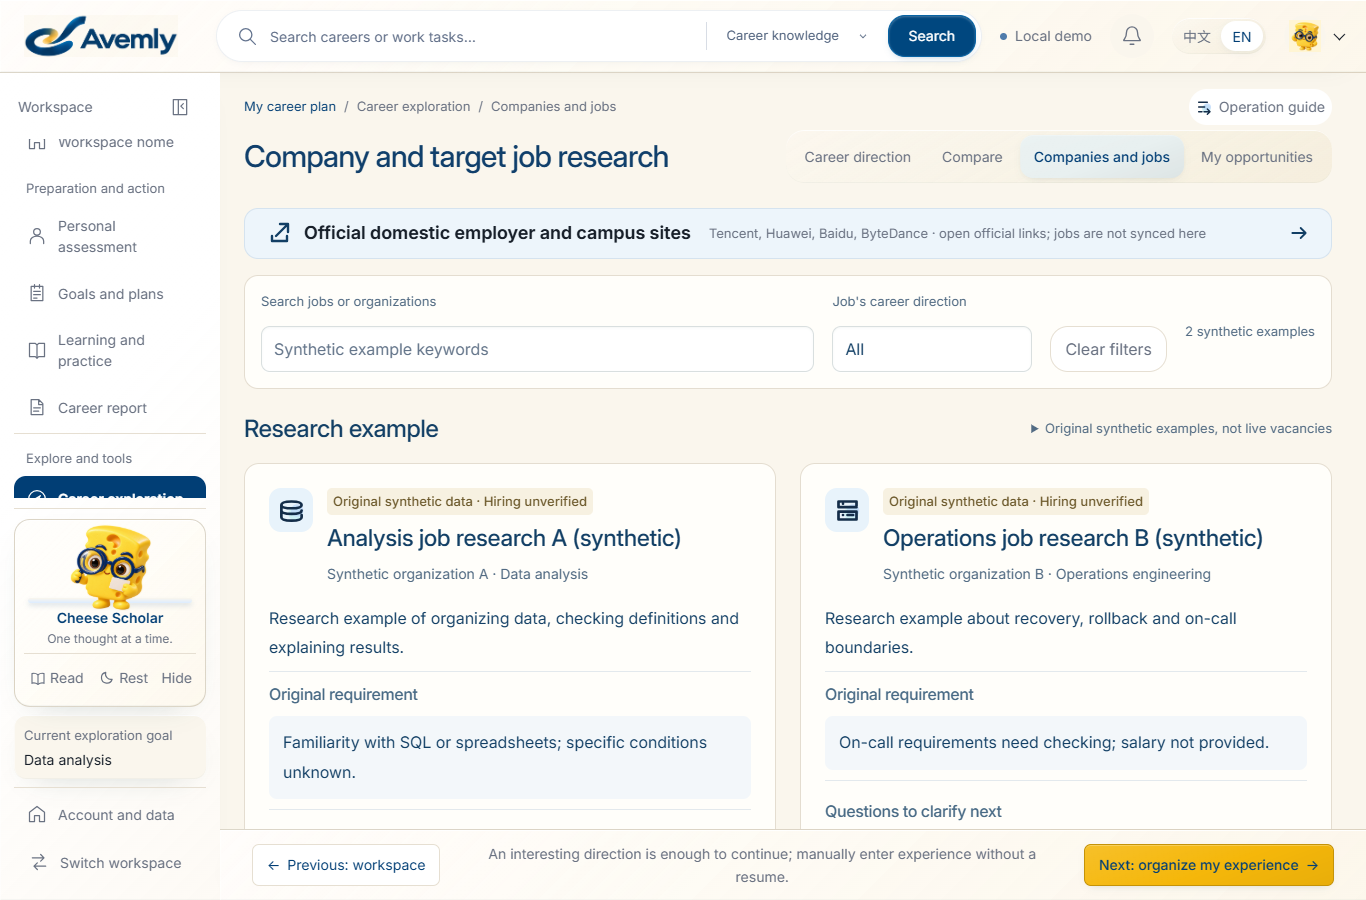 Avemly
Search careers or work tasks...
Career knowledge
Search
Local demo
中文
EN
Workspace
Workspace home
Preparation and action
Personal
assessment
Goals and plans
Learning and
practice
Career report
Explore and tools
Career exploration
Cheese Scholar
One thought at a time.
Read
Rest
Hide
Current exploration goal
Data analysis
Account and data
Switch workspace
My career plan / Career exploration / Companies and jobs
Operation guide
Company and target job research
Career direction
Compare
Companies and jobs
My opportunities
Official domestic employer and campus sites
Tencent, Huawei, Baidu, ByteDance · open official links; jobs are not synced here
Search jobs or organizations
Synthetic example keywords
Job's career direction
All
Clear filters
2 synthetic examples
Research example
Original synthetic examples, not live vacancies
Original synthetic data · Hiring unverified
Analysis job research A (synthetic)
Synthetic organization A · Data analysis
Research example of organizing data, checking definitions and
explaining results.
Original requirement
Familiarity with SQL or spreadsheets; specific conditions
unknown.
Original synthetic data · Hiring unverified
Operations job research B (synthetic)
Synthetic organization B · Operations engineering
Research example about recovery, rollback and on-call
boundaries.
Original requirement
On-call requirements need checking; salary not provided.
Questions to clarify next
← Previous: workspace
An interesting direction is enough to continue; manually enter experience without a
resume.
Next: organize my experience →